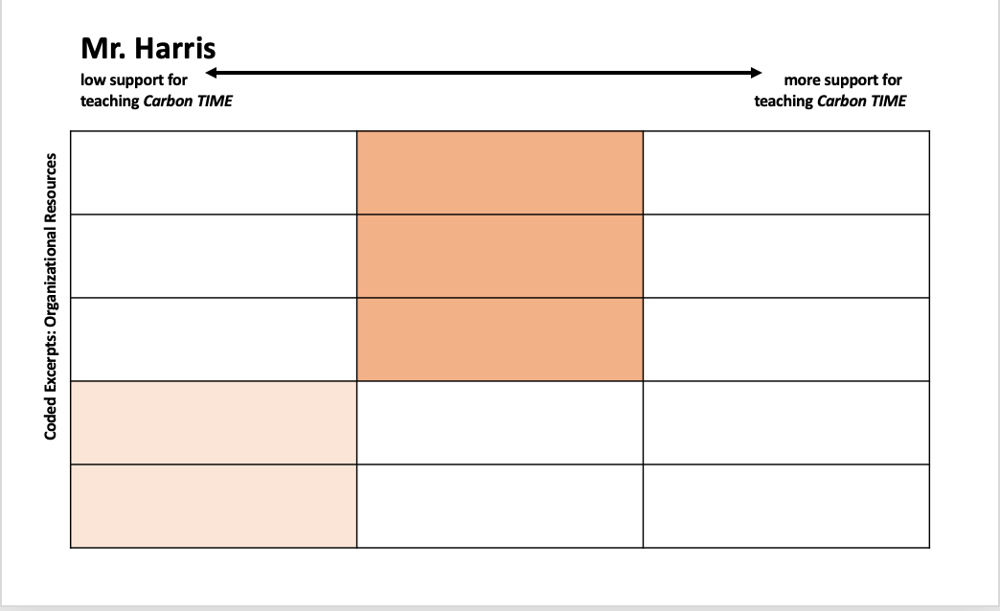 Mr. Harris
low support for
teaching Carbon TIME
more support for
teaching Carbon TIME
Coded Excerpts: Organizational Resources